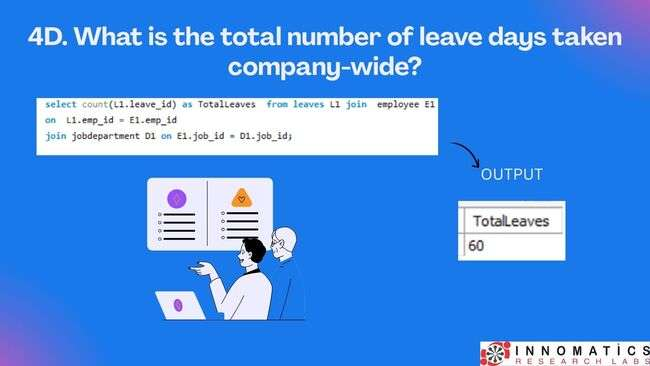 4D. What is the total number of leave days taken
company-wide?
select count(L1.leave_id) as TotalLeaves from leaves L1 join employee E1
on L1.emp_id = E1.emp_id
join jobdepartment D1 on E1.job_id = D1.job_id;
OUTPUT
TotalLeaves
60
INNOMATICS
RESEARCH LABS